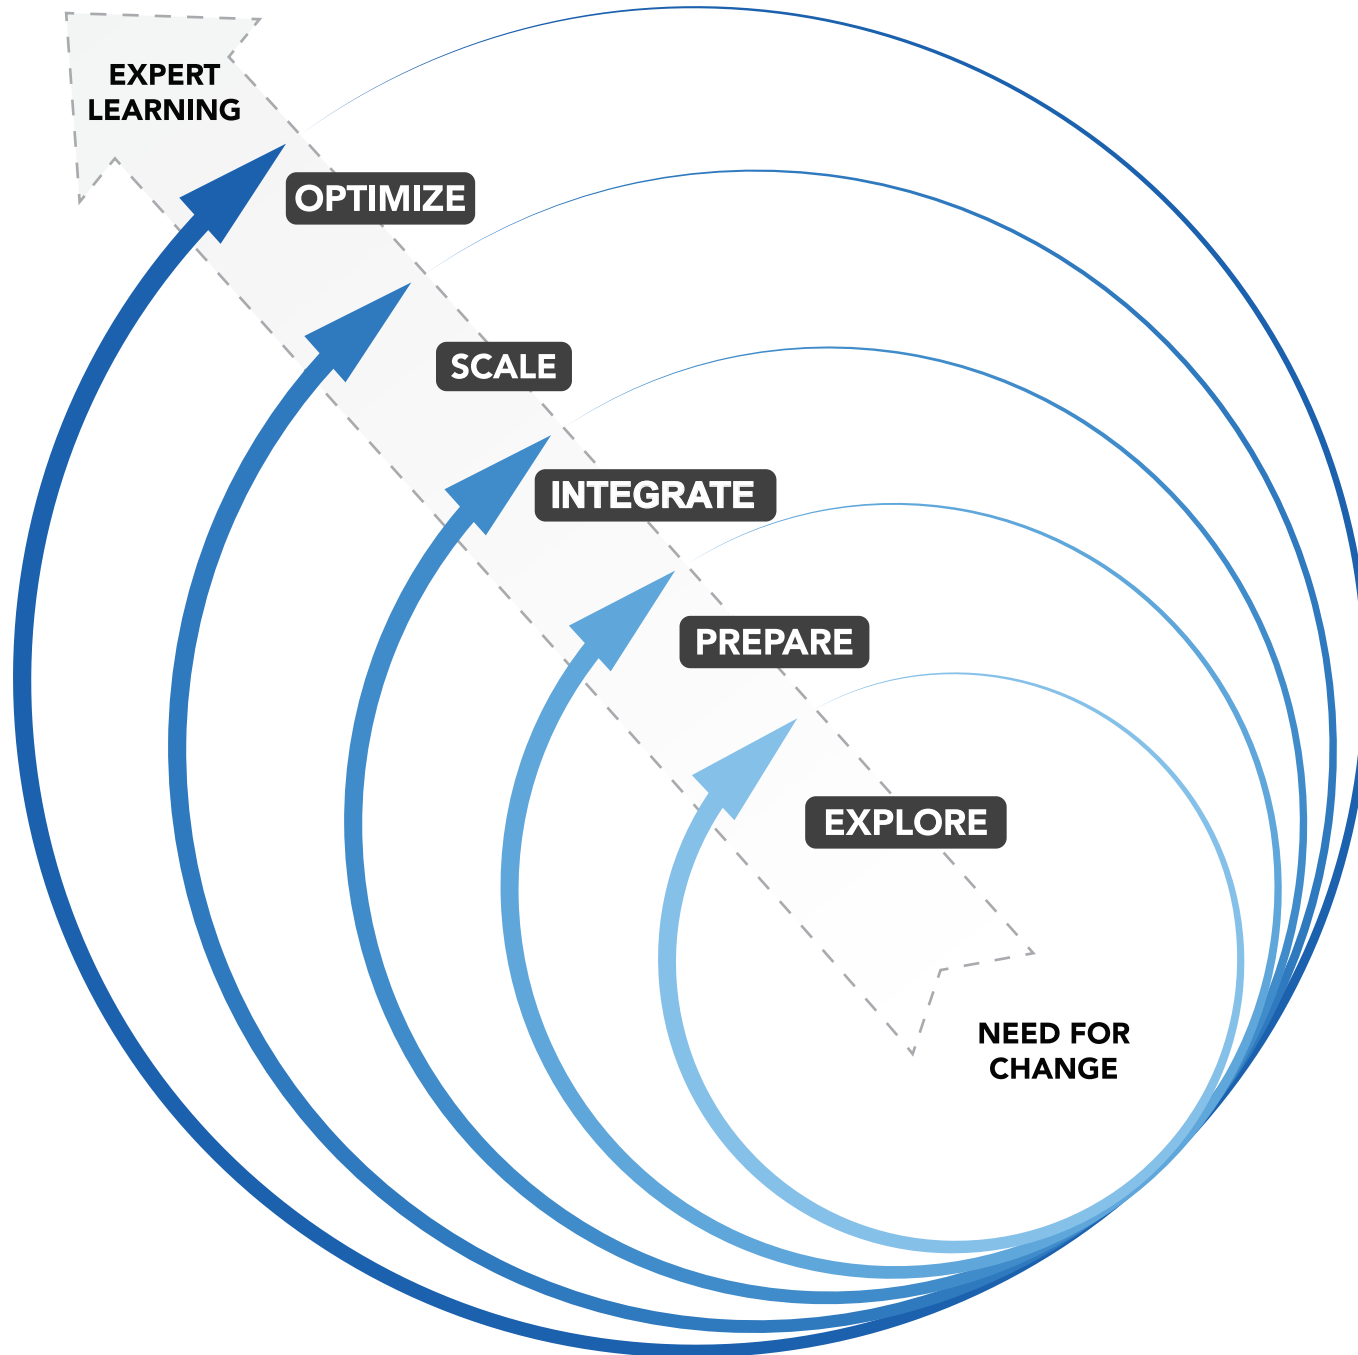 EXPERT
LEARNING
OPTIMIZE
SCALE
INTEGRATE
PREPARE
EXPLORE
NEED FOR
CHANGE